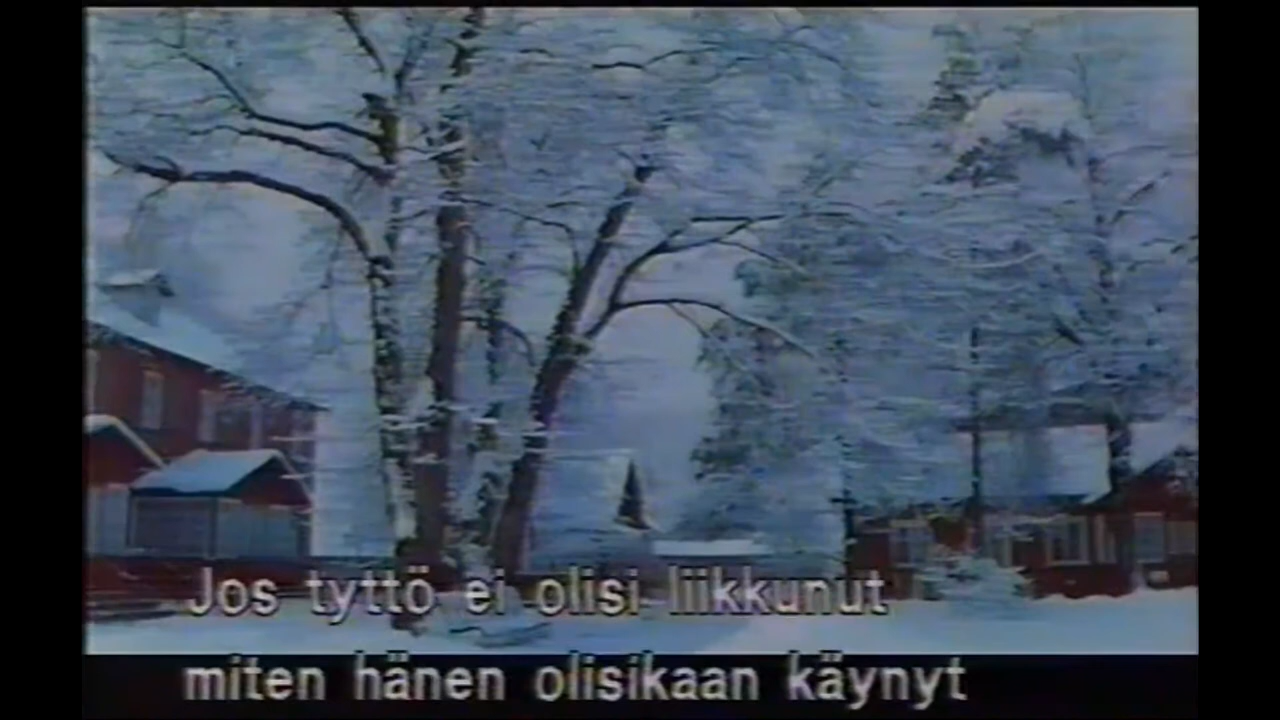 Jos tyttö ei olisi liikkunut
miten hänen olisikaan käynyt